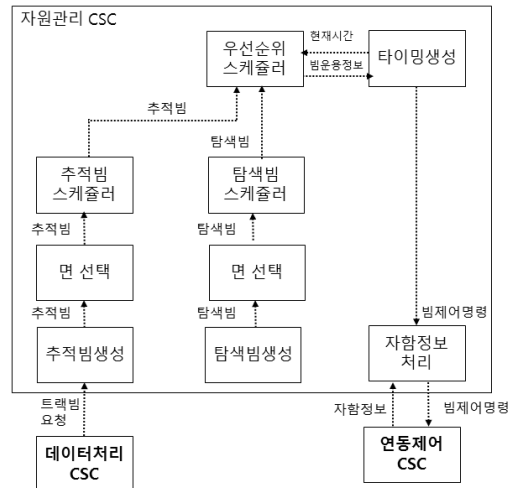 자원관리 CSC
우선순위
스케쥴러
현재시간
빔운용정보
타이밍생성
추적빔
탐색빔
추적빔
스케쥴러
탐색빔
스케쥴러
추적빔
탐색빔
면 선택
면 선택
추적빔
탐색빔
빔제어명령
추적빔생성
탐색빔생성
자함정보
처리
트랙빔
요청
자함정보
빔제어명령
데이터처리
CSC
연동제어
CSC